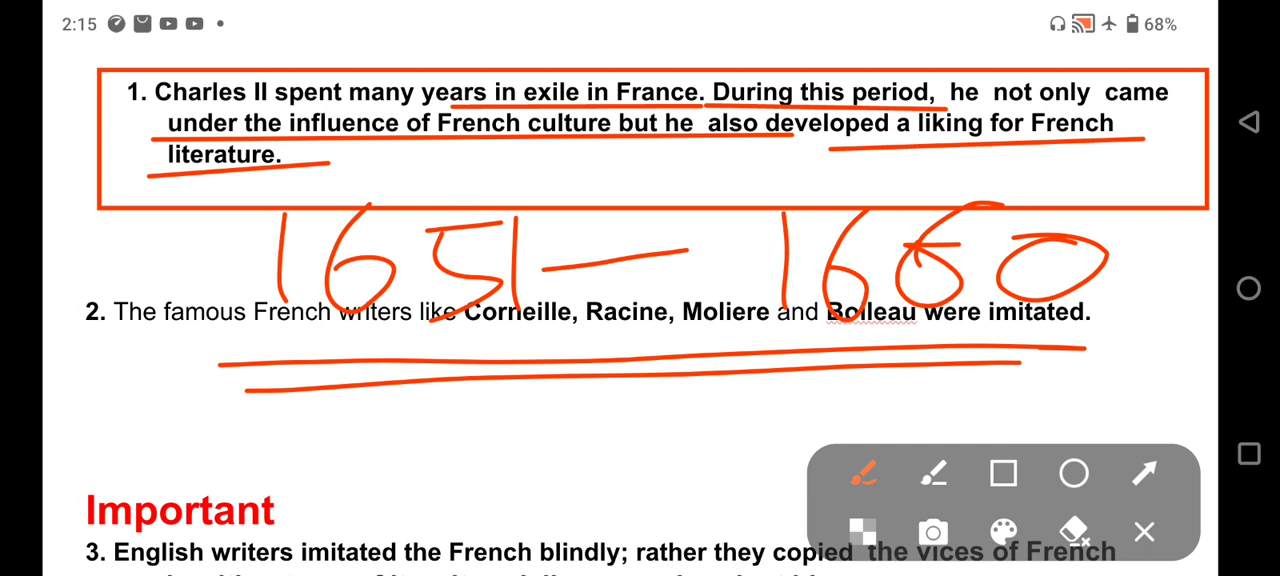 2:15
68%
1. Charles II spent many years in exile in France. During this period, he not only came
under the influence of French culture but he also developed a liking for French
literature.
1651 — 1660
2. The famous French writers like Corneille, Racine, Moliere and Boileau were imitated.
Important
3. English writers imitated the French blindly; rather they copied the vices of French